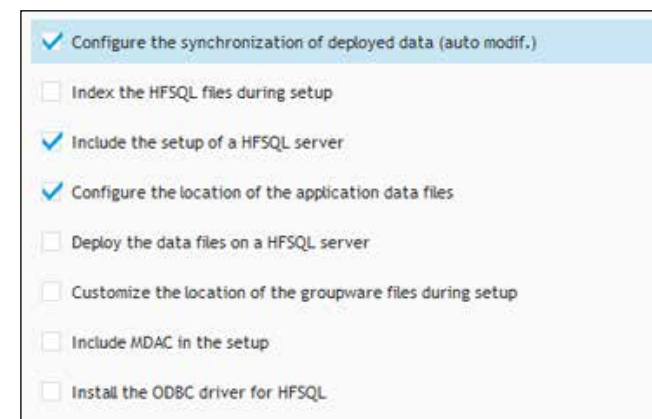 Configure the synchronization of deployed data (auto modif.)
Index the HFSQL files during setup
Include the setup of a HFSQL server
Configure the location of the application data files
Deploy the data files on a HFSQL server
Customize the location of the groupware files during setup
Include MDAC in the setup
Install the ODBC driver for HFSQL